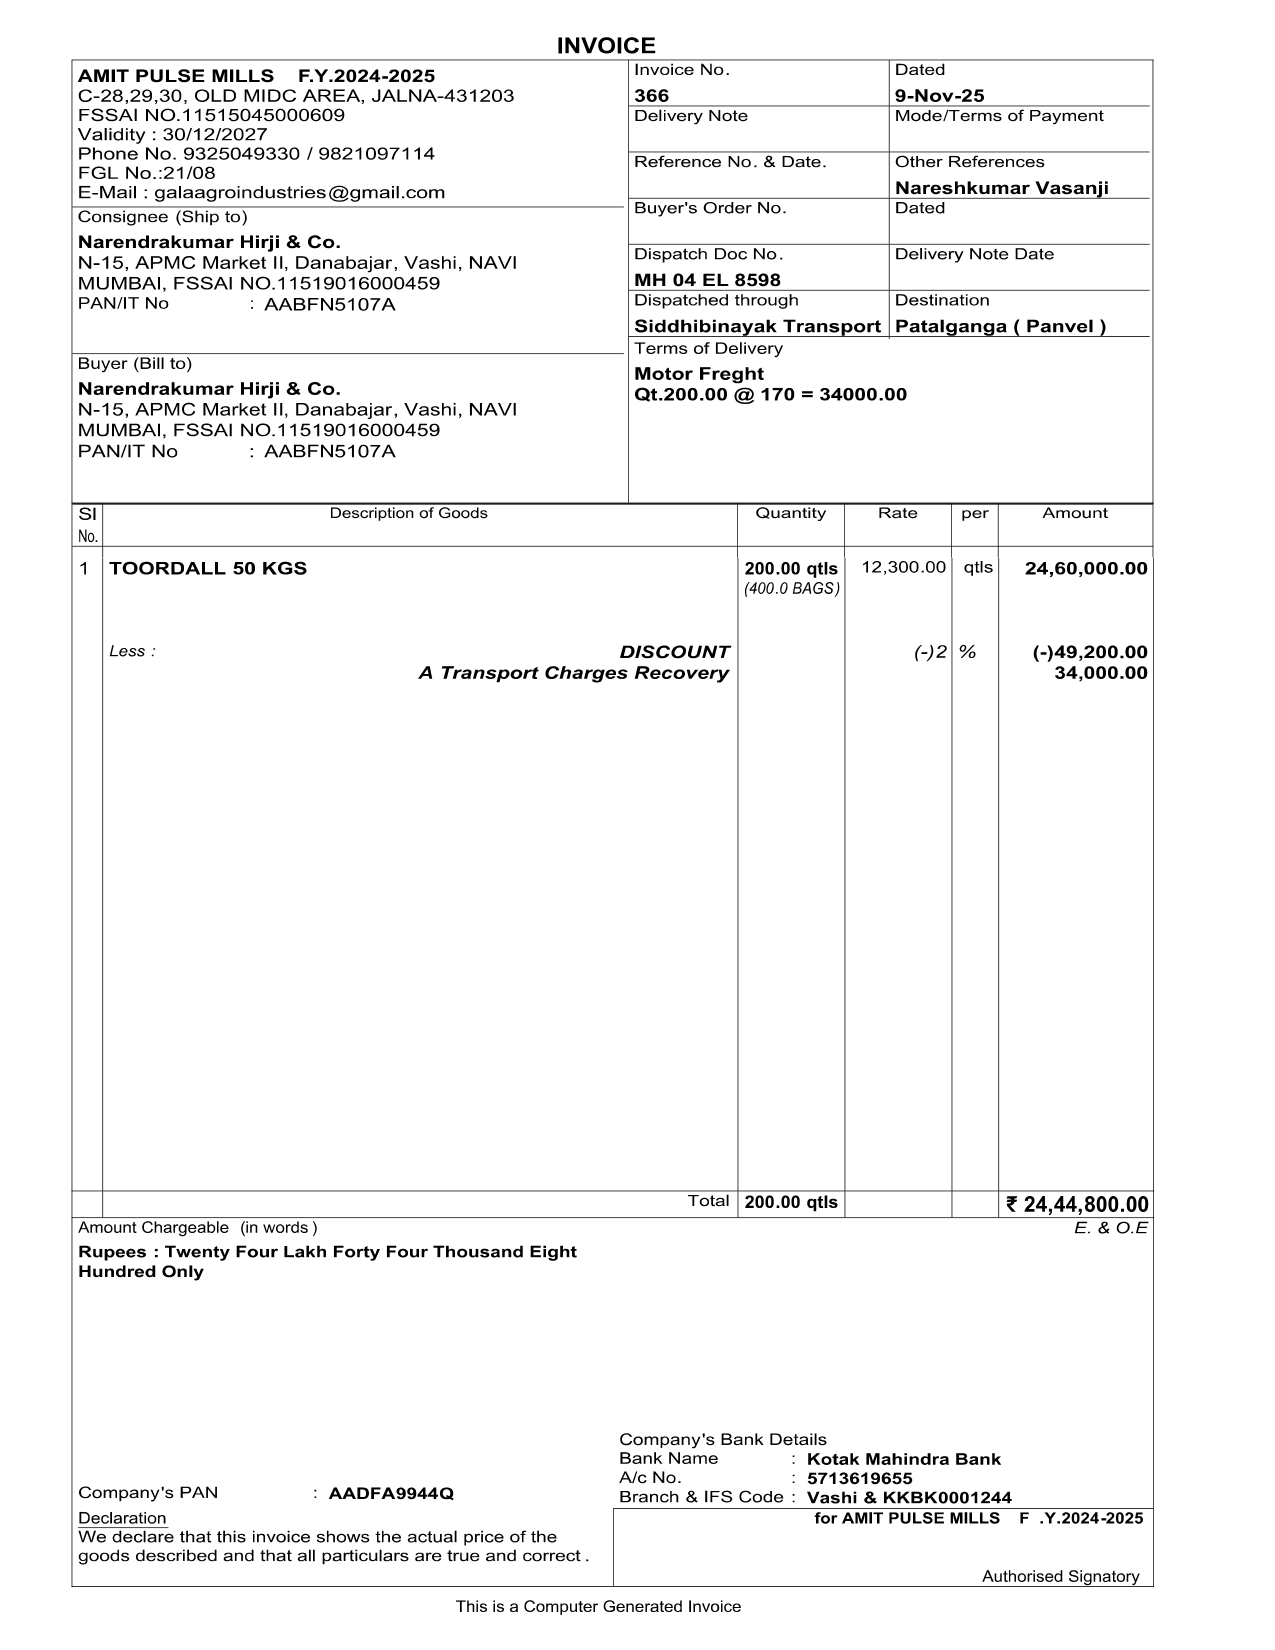 INVOICE
AMIT PULSE MILLS F.Y.2024-2025
C-28,29,30, OLD MIDC AREA, JALNA-431203
FSSAI NO.11515045000609
Validity : 30/12/2027
Phone No. 9325049330 / 9821097114
FGL No.:21/08
E-Mail : galaagroindustries@gmail.com
Consignee (Ship to)
Narendrakumar Hirji & Co.
N-15, APMC Market II, Danabajar, Vashi, NAVI
MUMBAI, FSSAI NO.11519016000459
PAN/IT No : AABFN5107A
Buyer (Bill to)
Narendrakumar Hirji & Co.
N-15, APMC Market II, Danabajar, Vashi, NAVI
MUMBAI, FSSAI NO.11519016000459
PAN/IT No : AABFN5107A
Invoice No. Dated
366 9-Nov-25
Delivery Note Mode/Terms of Payment
Reference No. & Date. Other References
Nareshkumar Vasanji
Buyer's Order No. Dated
Dispatch Doc No. Delivery Note Date
MH 04 EL 8598
Dispatched through Destination
Siddhibinayak Transport Patalganga ( Panvel )
Terms of Delivery
Motor Freght
Qt.200.00 @ 170 = 34000.00
SI Description of Goods Quantity Rate per Amount
No.
1 TOORDALL 50 KGS 200.00 qtls 12,300.00 qtls 24,60,000.00
(400.0 BAGS)
Less : DISCOUNT (-)2 % (-)49,200.00
A Transport Charges Recovery 34,000.00
Total 200.00 qtls ₹ 24,44,800.00
Amount Chargeable (in words ) E. & O.E
Rupees : Twenty Four Lakh Forty Four Thousand Eight
Hundred Only
Company's Bank Details
Bank Name : Kotak Mahindra Bank
A/c No. : 5713619655
Branch & IFS Code : Vashi & KKBK0001244
Company's PAN : AADFA9944Q
Declaration
We declare that this invoice shows the actual price of the
goods described and that all particulars are true and correct .
for AMIT PULSE MILLS F .Y.2024-2025
Authorised Signatory
This is a Computer Generated Invoice